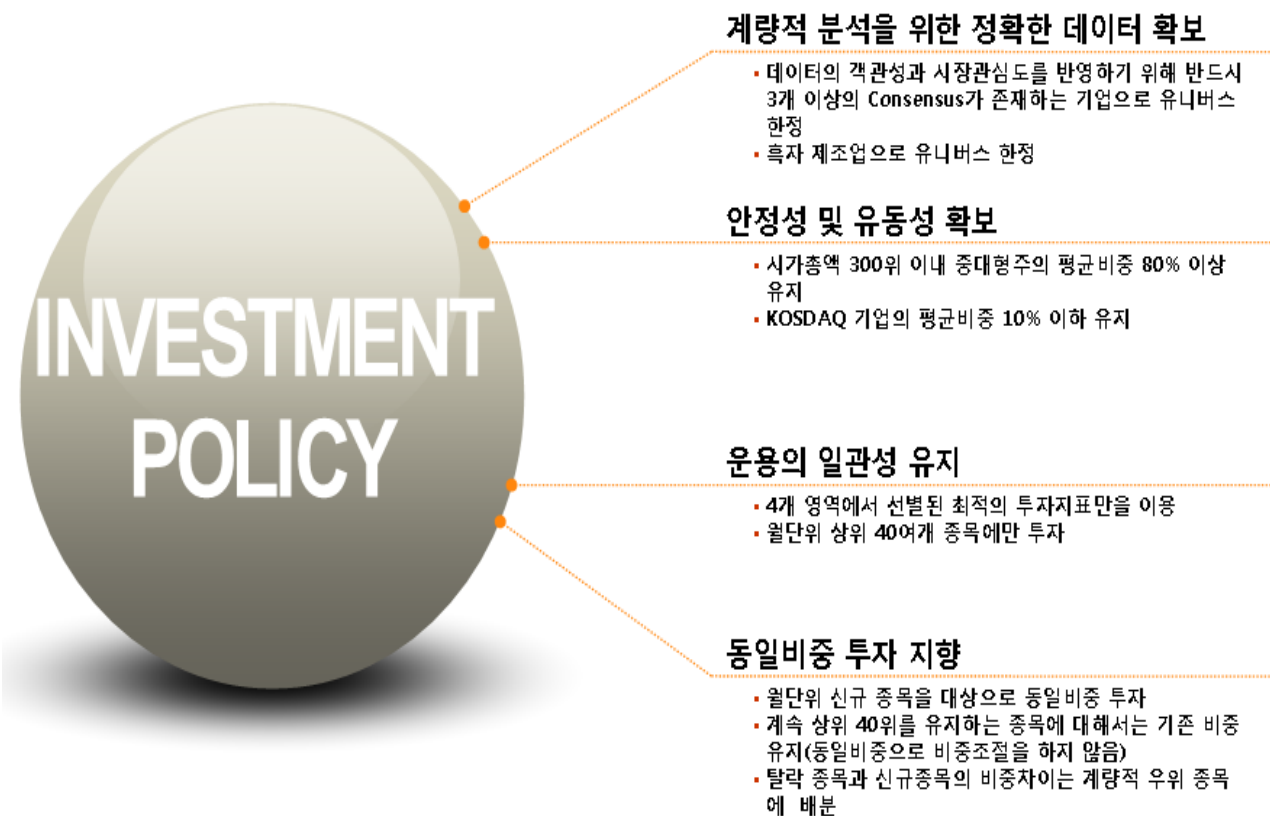 INVESTMENT
POLICY
계량적 분석을 위한 정확한 데이터 확보
▪ 데이터의 객관성과 시장관심도를 반영하기 위해 반드시
3개 이상의 Consensus가 존재하는 기업으로 유니버스
한정
▪ 흑자 제조업으로 유니버스 한정
안정성 및 유동성 확보
▪ 시가총액 300위 이내 중대형주의 평균비중 80% 이상
유지
▪ KOSDAQ 기업의 평균비중 10% 이하 유지
운용의 일관성 유지
▪ 4개 영역에서 선별된 최적의 투자지표만을 이용
▪ 월단위 상위 40여개 종목에만 투자
동일비중 투자 지향
▪ 월단위 신규 종목을 대상으로 동일비중 투자
▪ 계속 상위 40위를 유지하는 종목에 대해서는 기존 비중
유지(동일비중으로 비중조절을 하지 않음)
▪ 탈락 종목과 신규종목의 비중차이는 계량적 우위 종목
에 배분